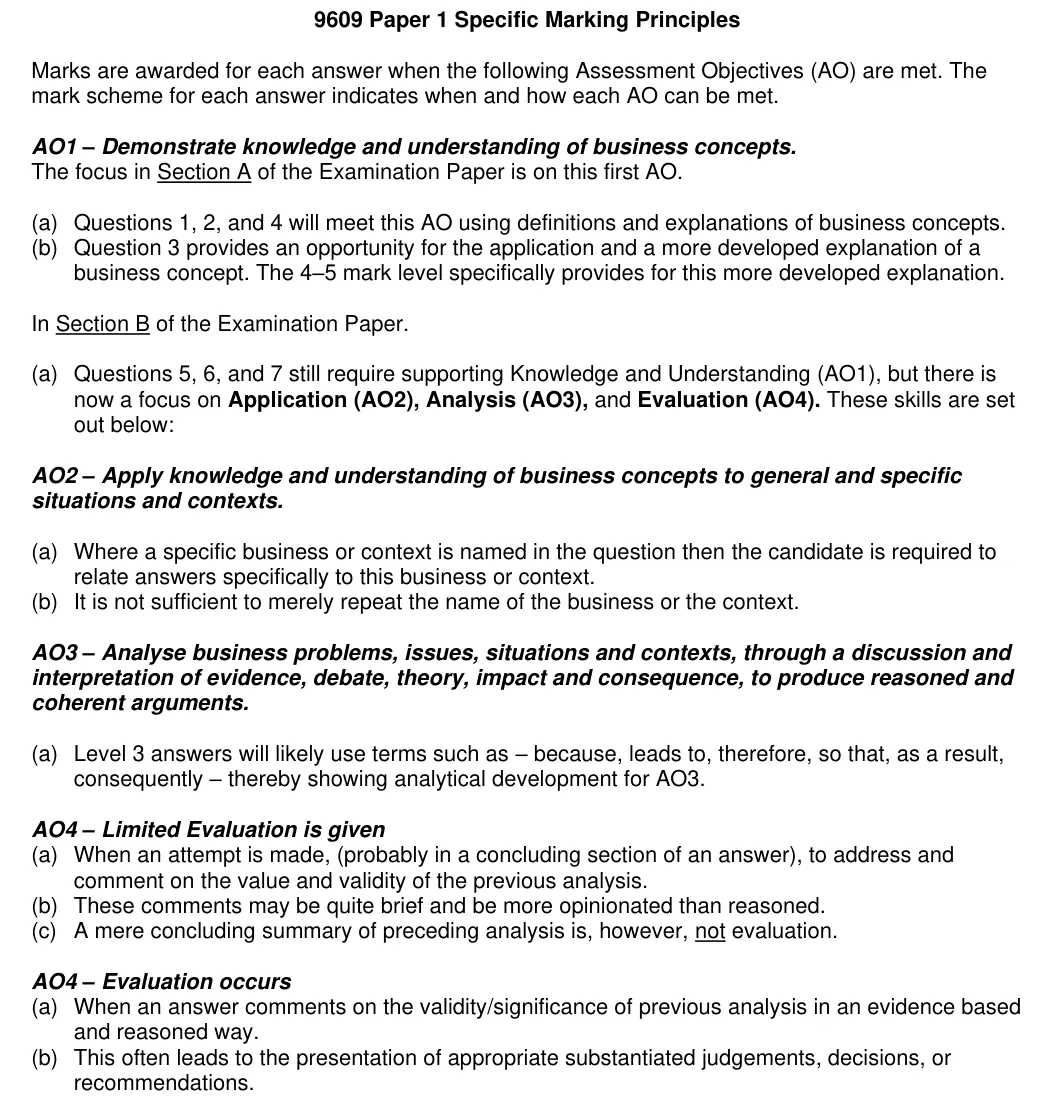 9609 Paper 1 Specific Marking Principles
Marks are awarded for each answer when the following Assessment Objectives (AO) are met. The
mark scheme for each answer indicates when and how each AO can be met.
AO1 – Demonstrate knowledge and understanding of business concepts.
The focus in Section A of the Examination Paper is on this first AO.
(a) Questions 1, 2, and 4 will meet this AO using definitions and explanations of business concepts.
(b) Question 3 provides an opportunity for the application and a more developed explanation of a
business concept. The 4–5 mark level specifically provides for this more developed explanation.
In Section B of the Examination Paper.
(a) Questions 5, 6, and 7 still require supporting Knowledge and Understanding (AO1), but there is
now a focus on Application (AO2), Analysis (AO3), and Evaluation (AO4). These skills are set
out below:
AO2 – Apply knowledge and understanding of business concepts to general and specific
situations and contexts.
(a) Where a specific business or context is named in the question then the candidate is required to
relate answers specifically to this business or context.
(b) It is not sufficient to merely repeat the name of the business or the context.
AO3 – Analyse business problems, issues, situations and contexts, through a discussion and
interpretation of evidence, debate, theory, impact and consequence, to produce reasoned and
coherent arguments.
(a) Level 3 answers will likely use terms such as – because, leads to, therefore, so that, as a result,
consequently – thereby showing analytical development for AO3.
AO4 – Limited Evaluation is given
(a) When an attempt is made, (probably in a concluding section of an answer), to address and
comment on the value and validity of the previous analysis.
(b) These comments may be quite brief and be more opinionated than reasoned.
(c) A mere concluding summary of preceding analysis is, however, not evaluation.
AO4 – Evaluation occurs
(a) When an answer comments on the validity/significance of previous analysis in an evidence based
and reasoned way.
(b) This often leads to the presentation of appropriate substantiated judgements, decisions, or
recommendations.